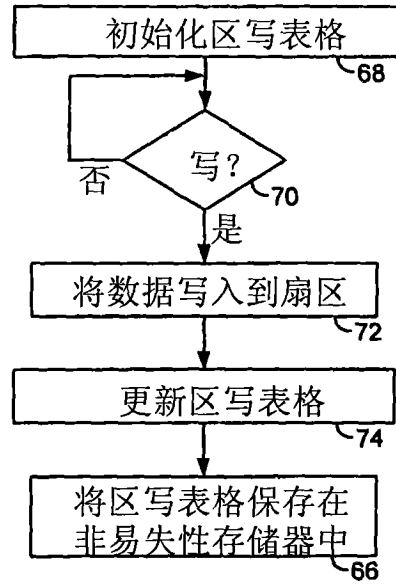 初始化区写表格
68
写？
否
70
是
将数据写入到扇区
72
更新区写表格
74
将区写表格保存在
非易失性存储器中
66